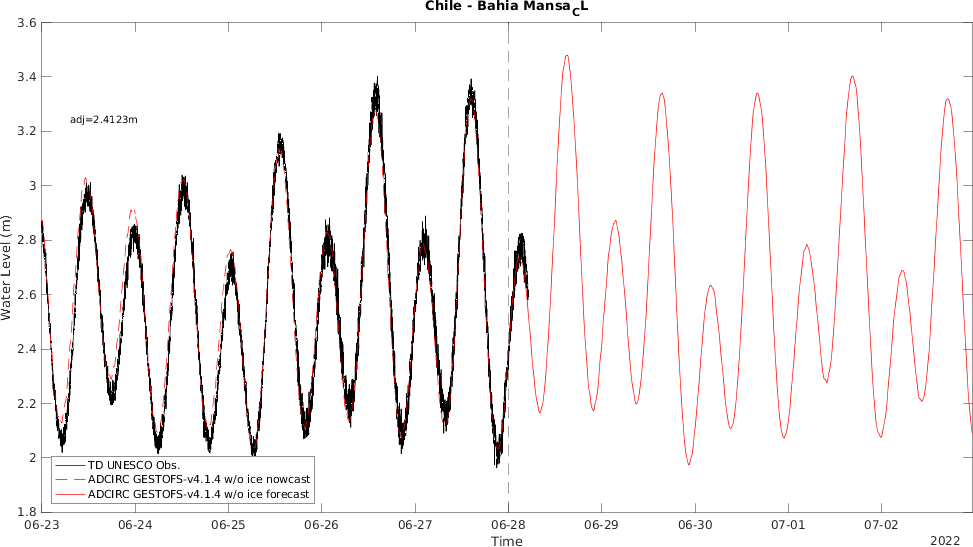 Chile - Bahia Mansa_CL
3.6
3.4
3.2
3
2.8
2.6
2.4
2.2
2
1.8
Water Level (m)
adj=2.4123m
TD UNESCO Obs.
ADCIRC GESTOFS-v4.1.4 w/o ice nowcast
ADCIRC GESTOFS-v4.1.4 w/o ice forecast
06-23 06-24 06-25 06-26 06-27 06-28 06-29 06-30 07-01 07-02
Time
2022